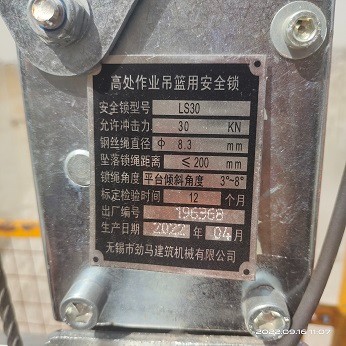 高处作业吊篮用安全锁
安全锁型号 LS30
允许冲击力 30 KN
钢丝绳直径 Φ 8.3 mm
坠落锁绳距离 ≤200 mm
锁绳角度 平台倾斜角度 3°~8°
标定检验时间 12 个月
出厂编号 196368
生产日期 2022 年 04 月
无锡市劲马建筑机械有限公司
2022.09.16 11:07